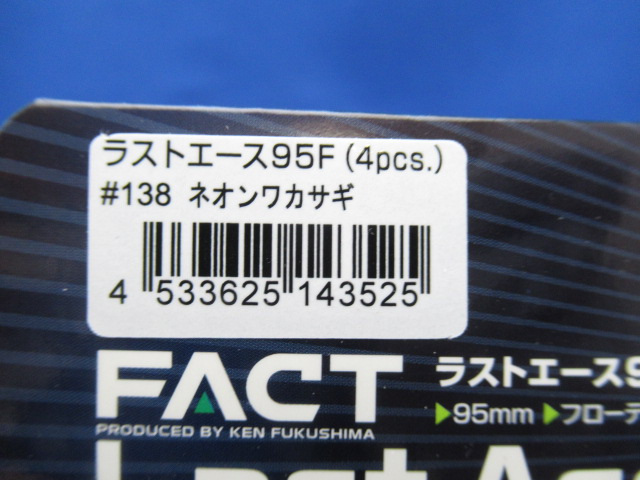 ラストエース95F(4pcs.)
#138 ネオンワカサギ
4 533625 143525
FACT
PRODUCED BY KEN FUKUSHIMA
ラストエース9
▶95mm ▶フローテ
Last Ac